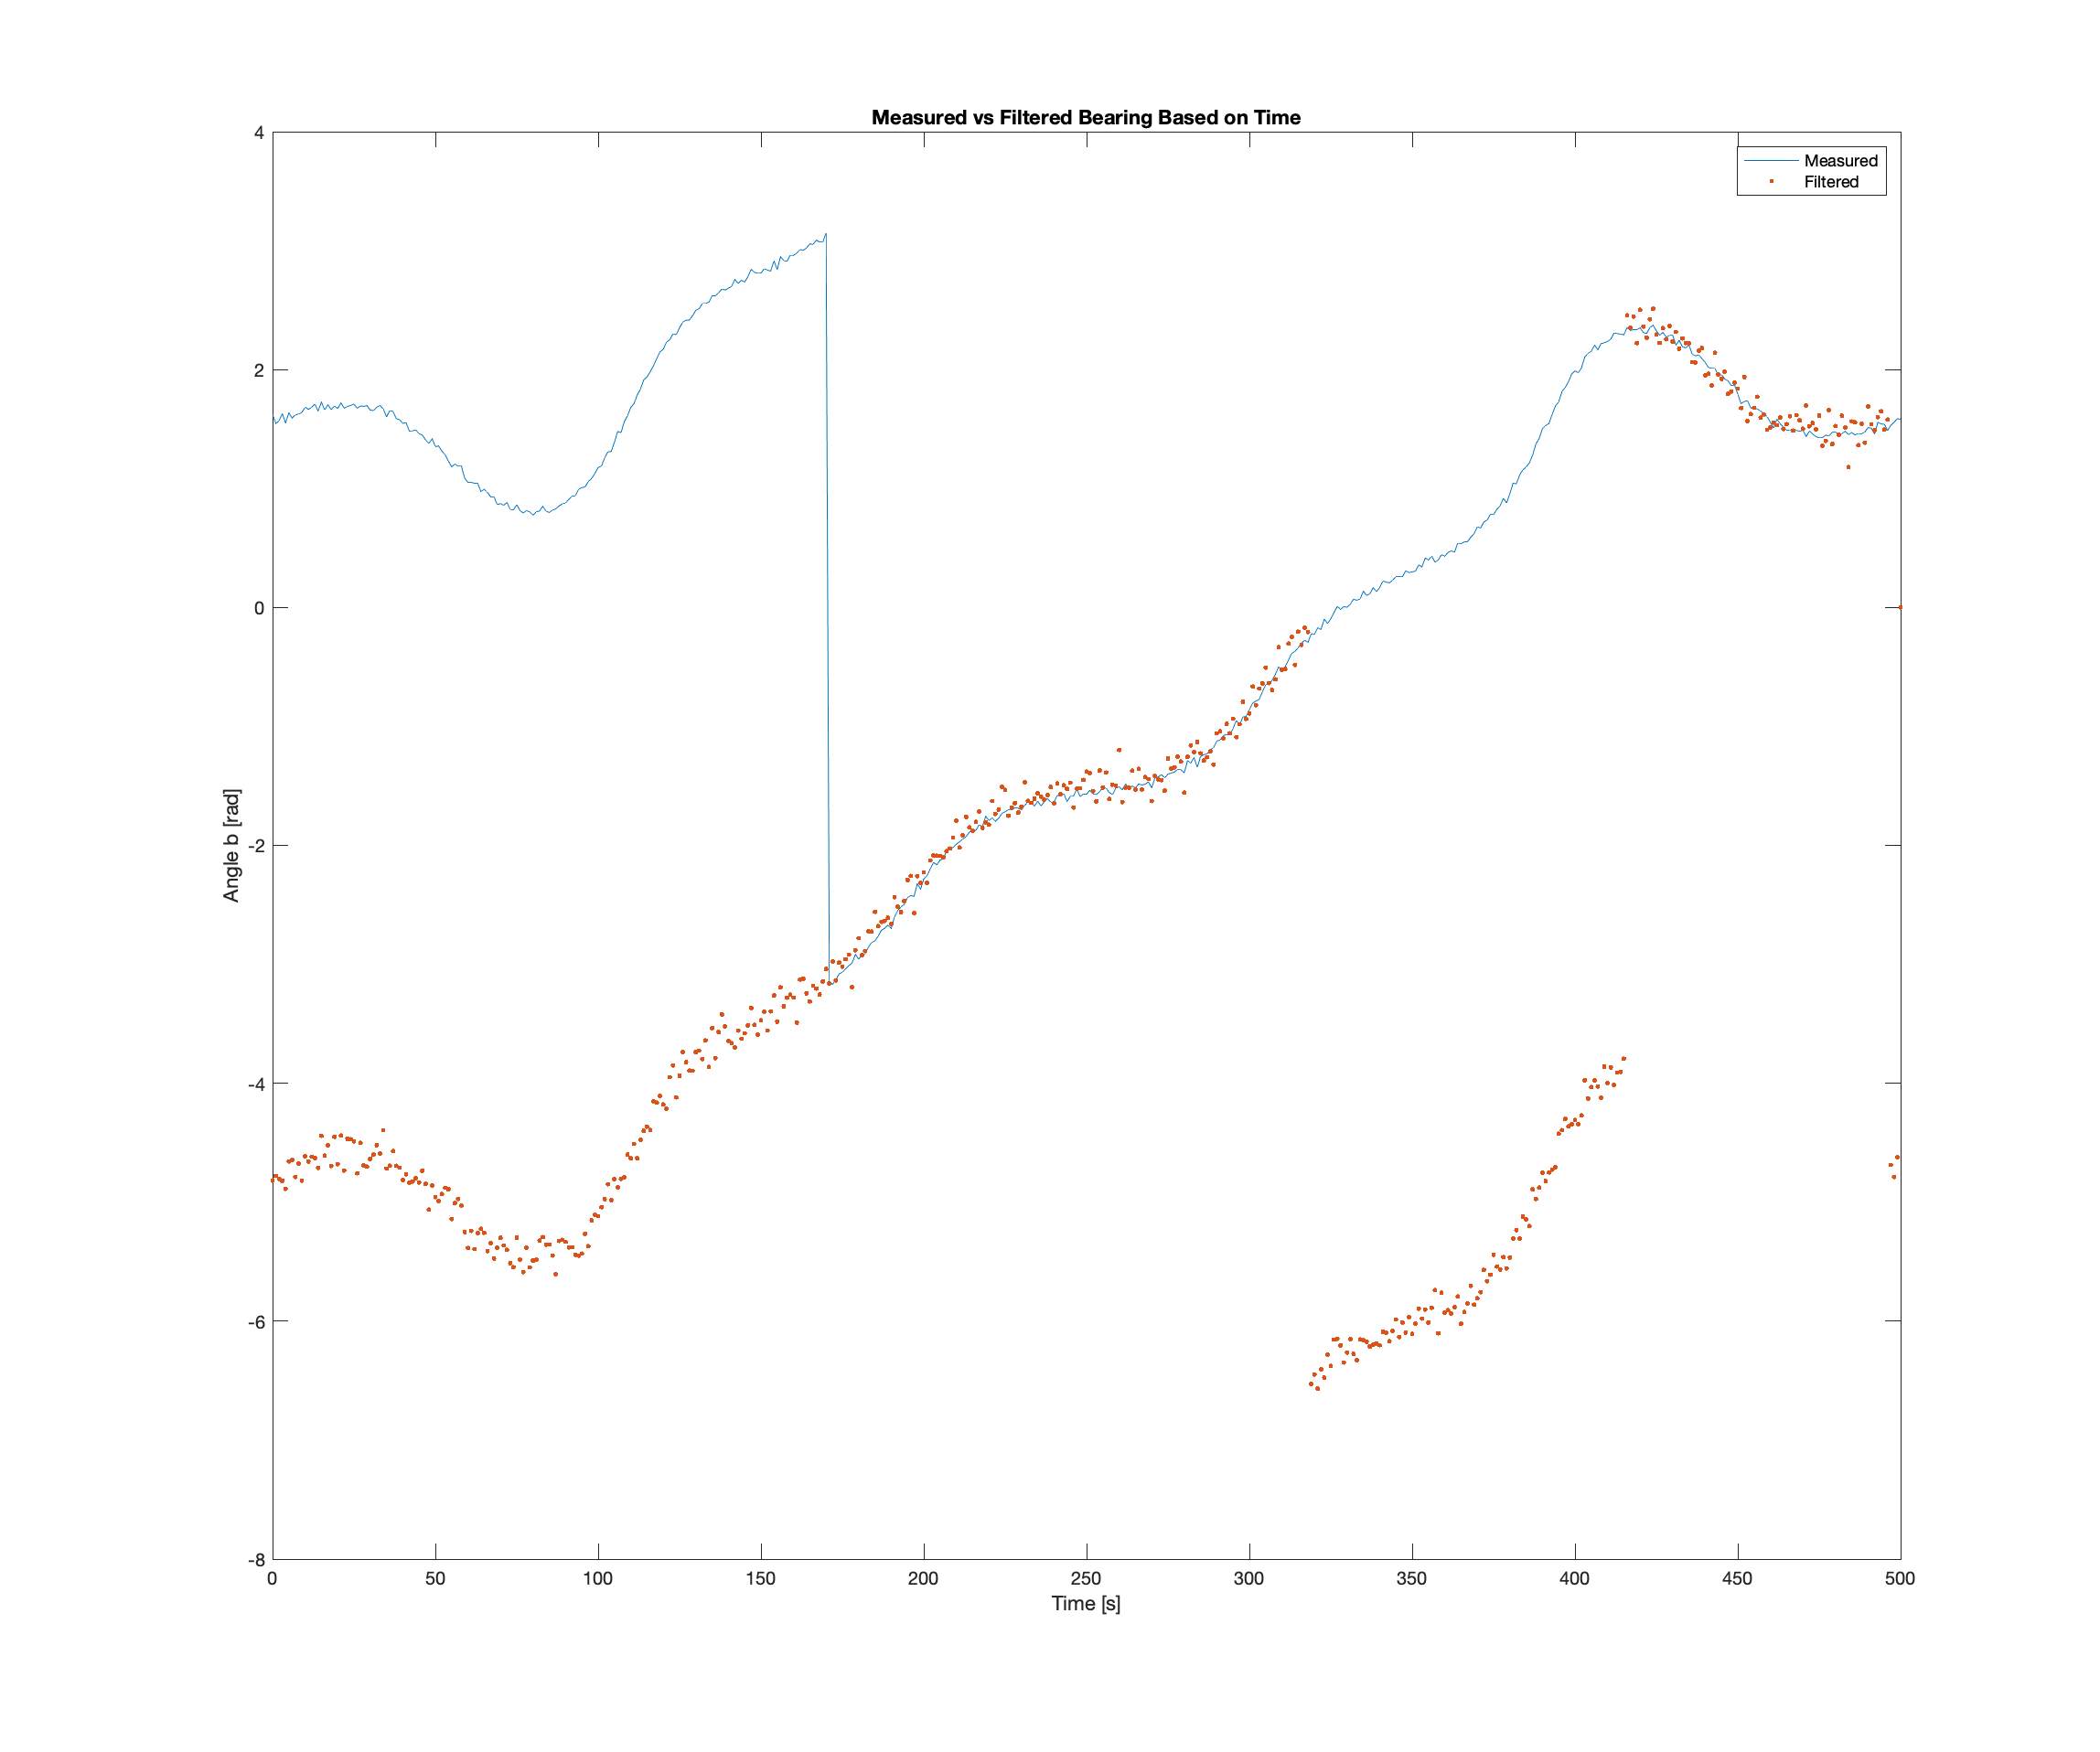 Measured vs Filtered Bearing Based on Time
4
Measured
Filtered
2
0
-2
Angle b [rad]
-4
-6
-8
0 50 100 150 200 250 300 350 400 450 500
Time [s]